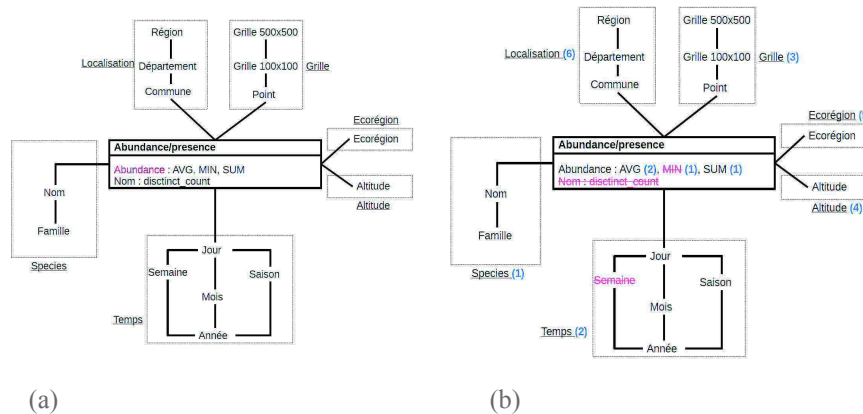 Région
Département
Commune
Localisation
Grille 500x500
Grille 100x100
Point
Grille
Ecorégion
Ecorégion
Altitude
Altitude
Abundance/presence
Abundance : AVG, MIN, SUM
Nom : disctinct_count
Nom
Famille
Species
Jour
Semaine
Saison
Mois
Année
Temps
(a)
Région
Département
Commune
Localisation (6)
Grille 500x500
Grille 100x100
Point
Grille (3)
Ecorégion
Ecorégion
Altitude
Altitude (4)
Abundance/presence
Abundance : AVG (2), MIN (1), SUM (1)
Nom : disctinct_count
Nom
Famille
Species (1)
Jour
Semaine
Saison
Mois
Année
Temps (2)
(b)